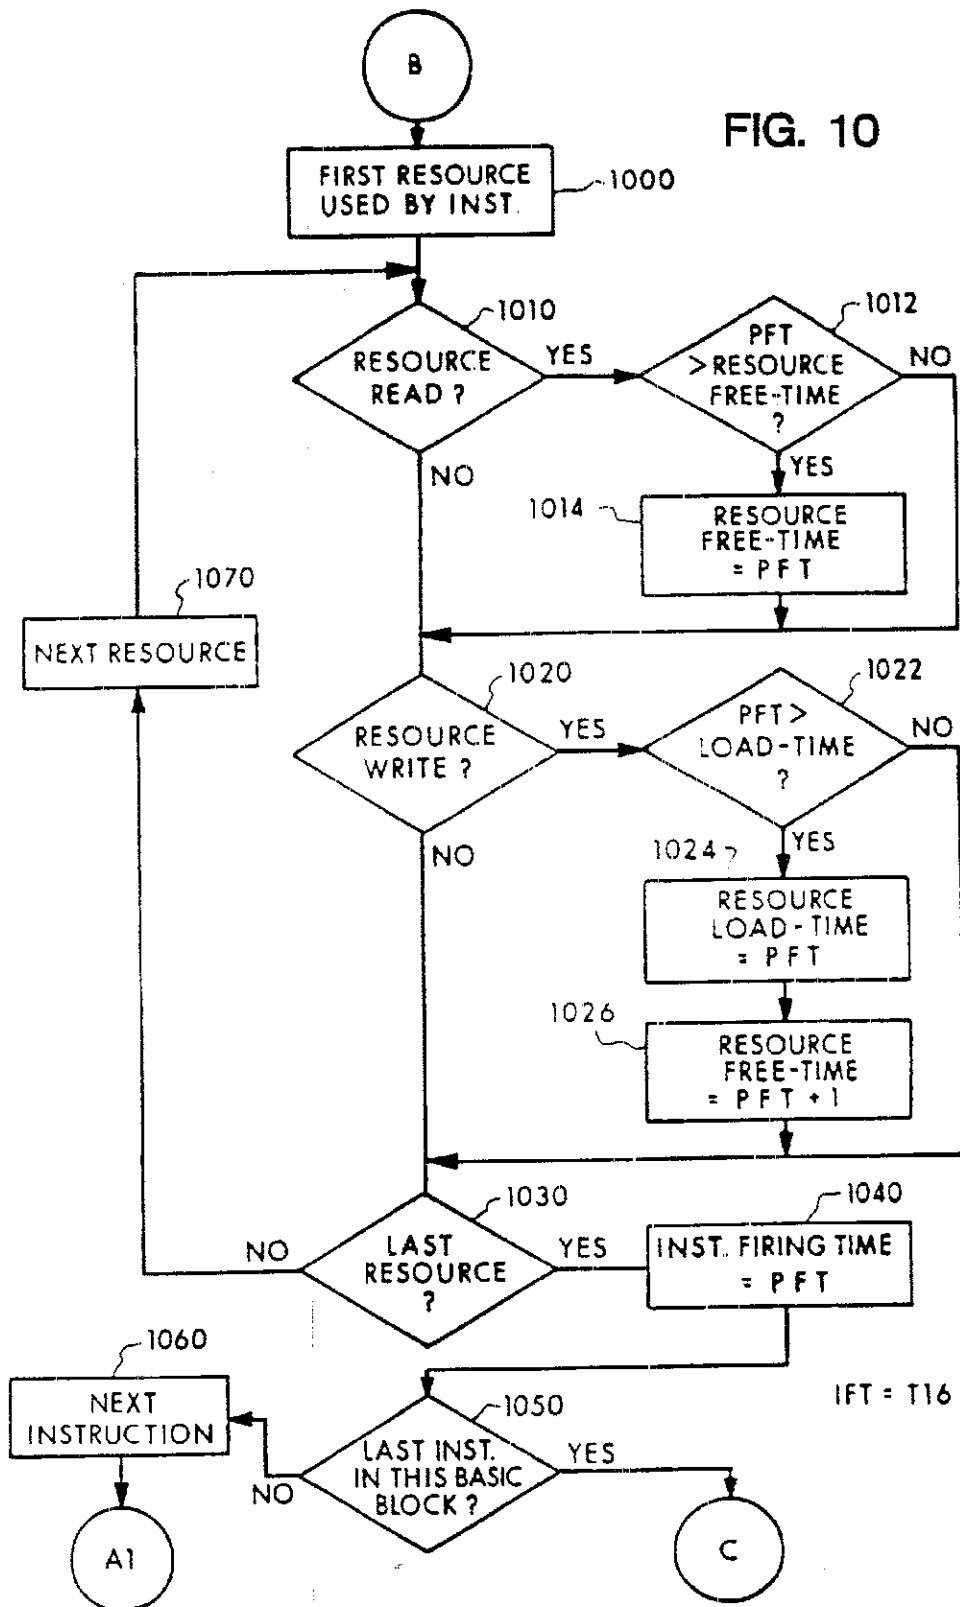 B
FIG. 10
FIRST RESOURCE
USED BY INST.
1000
1010
RESOURCE
READ ?
YES
NO
1012
PFT
> RESOURCE
FREE-TIME
?
NO
YES
1014
RESOURCE
FREE-TIME
= PFT
1070
NEXT RESOURCE
1020
RESOURCE
WRITE ?
YES
NO
1022
PFT >
LOAD-TIME
?
NO
YES
1024
RESOURCE
LOAD-TIME
= PFT
1026
RESOURCE
FREE-TIME
= PFT + 1
1030
LAST
RESOURCE
?
NO
YES
1040
INST. FIRING TIME
= PFT
IFT = T16
1050
LAST INST.
IN THIS BASIC
BLOCK ?
NO
YES
1060
NEXT
INSTRUCTION
A1
C